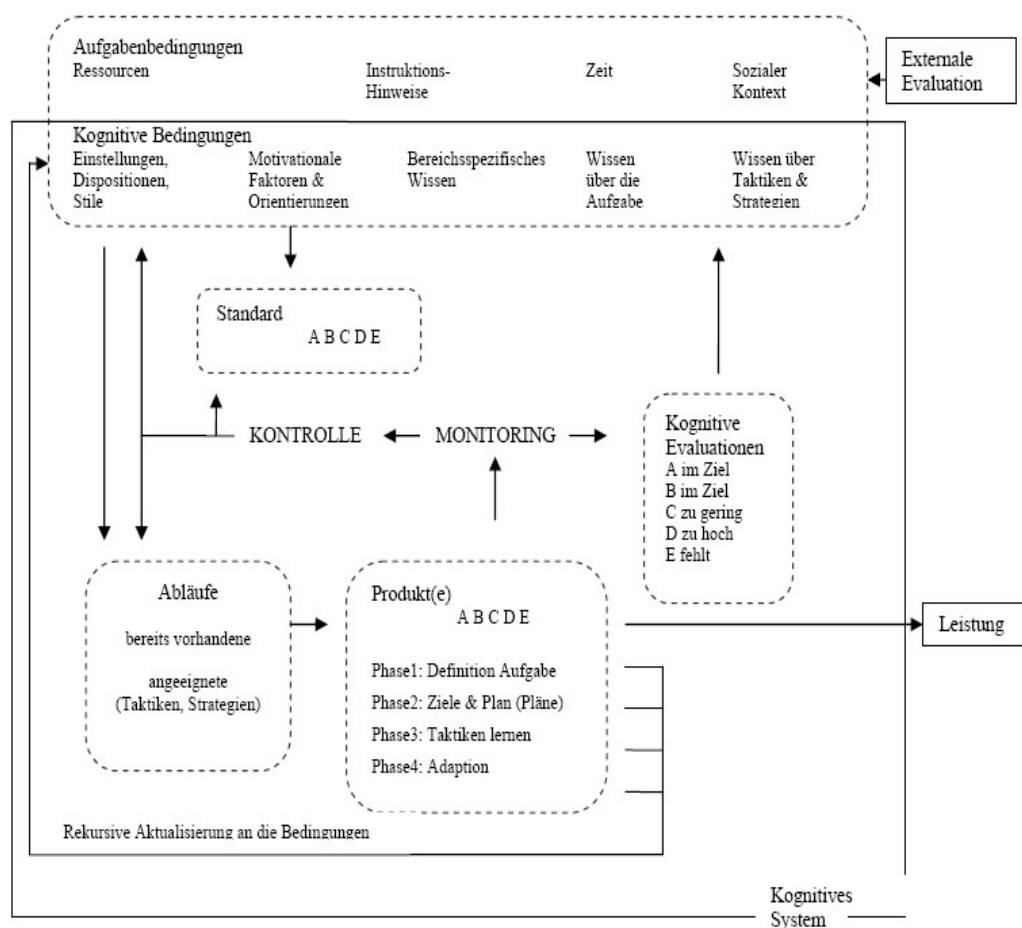 Aufgabenbedingungen
Ressourcen
Instruktions-
Hinweise
Zeit
Sozialer
Kontext
Externale
Evaluation
Kognitive Bedingungen
Einstellungen,
Dispositionen,
Stile
Motivationale
Faktoren &
Orientierungen
Bereichsspezifisches
Wissen
Wissen
über die
Aufgabe
Wissen über
Taktiken &
Strategien
Standard
A B C D E
KONTROLLE
MONITORING
Kognitive
Evaluationen
A im Ziel
B im Ziel
C zu gering
D zu hoch
E fehlt
Abläufe
bereits vorhandene
angeeignete
(Taktiken, Strategien)
Produkt(e)
A B C D E
Phase1: Definition Aufgabe
Phase2: Ziele & Plan (Pläne)
Phase3: Taktiken lernen
Phase4: Adaption
Leistung
Rekursive Aktualisierung an die Bedingungen
Kognitives
System